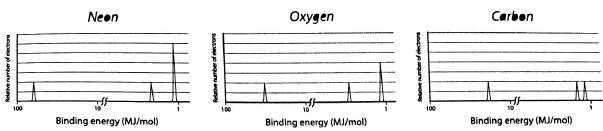 Neon
Relative number of electrons
100
10
1
Binding energy (MJ/mol)
Oxygen
Relative number of electrons
100
10
1
Binding energy (MJ/mol)
Carbon
Relative number of electrons
100
10
1
Binding energy (MJ/mol)